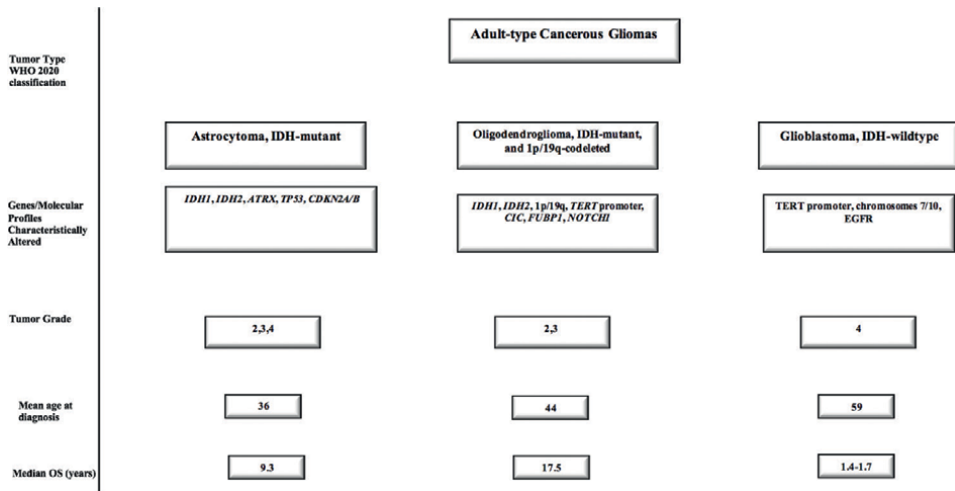 Adult-type Cancerous Gliomas
Tumor Type
WHO 2020
classification
Astrocytoma, IDH-mutant
Oligodendroglioma, IDH-mutant,
and 1p/19q-codeleted
Glioblastoma, IDH-wildtype
Genes/Molecular
Profiles
Characteristically
Altered
IDH1, IDH2, ATRX, TP53, CDKN2A/B
IDH1, IDH2, 1p/19q, TERT promoter,
CIC, FUBP1, NOTCHI
TERT promoter, chromosomes 7/10,
EGFR
Tumor Grade
2,3,4
2,3
4
Mean age at
diagnosis
36
44
59
Median OS (years)
9.3
17.5
1.4-1.7